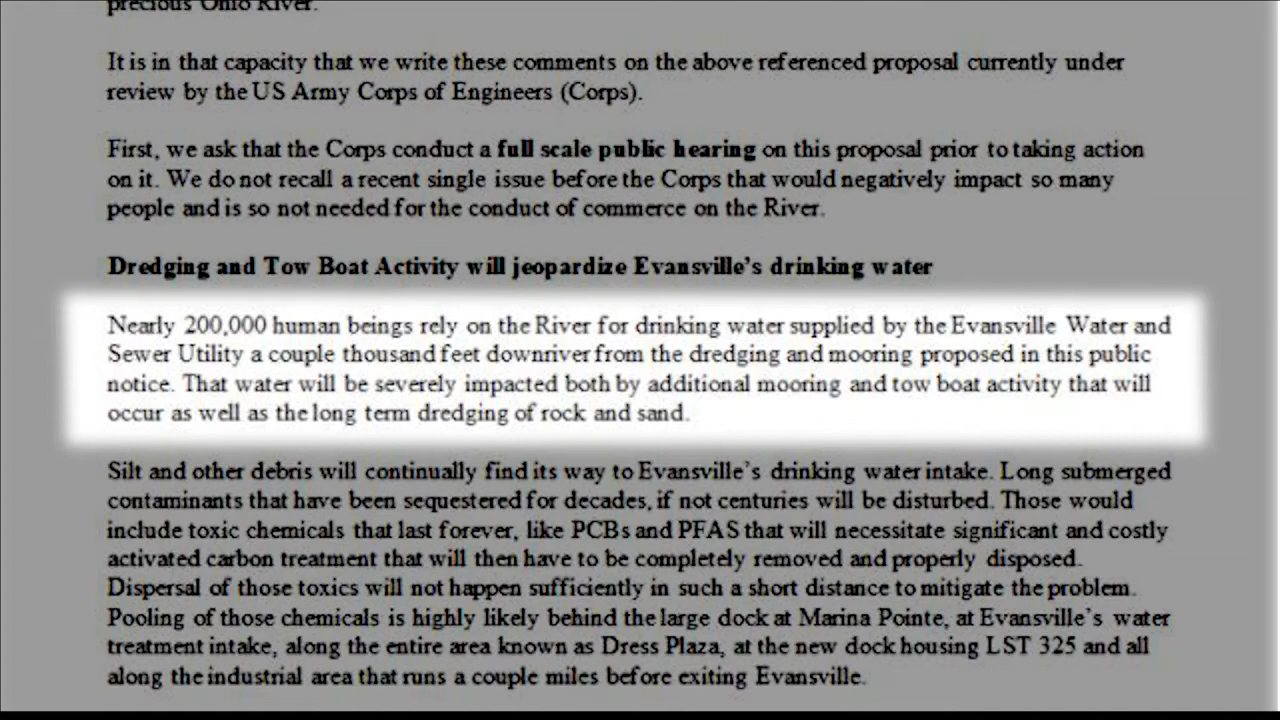 precious Ohio River.
It is in that capacity that we write these comments on the above referenced proposal currently under
review by the US Army Corps of Engineers (Corps).
First, we ask that the Corps conduct a full scale public hearing on this proposal prior to taking action
on it. We do not recall a recent single issue before the Corps that would negatively impact so many
people and is so not needed for the conduct of commerce on the River.
Dredging and Tow Boat Activity will jeopardize Evansville's drinking water
Nearly 200,000 human beings rely on the River for drinking water supplied by the Evansville Water and
Sewer Utility a couple thousand feet downriver from the dredging and mooring proposed in this public
notice. That water will be severely impacted both by additional mooring and tow boat activity that will
occur as well as the long term dredging of rock and sand.
Silt and other debris will continually find its way to Evansville's drinking water intake. Long submerged
contaminants that have been sequestered for decades, if not centuries will be disturbed. Those would
include toxic chemicals that last forever, like PCBs and PFAS that will necessitate significant and costly
activated carbon treatment that will then have to be completely removed and properly disposed.
Dispersal of those toxics will not happen sufficiently in such a short distance to mitigate the problem.
Pooling of those chemicals is highly likely behind the large dock at Marina Pointe, at Evansville's water
treatment intake, along the entire area known as Dress Plaza, at the new dock housing LST 325 and all
along the industrial area that runs a couple miles before exiting Evansville.